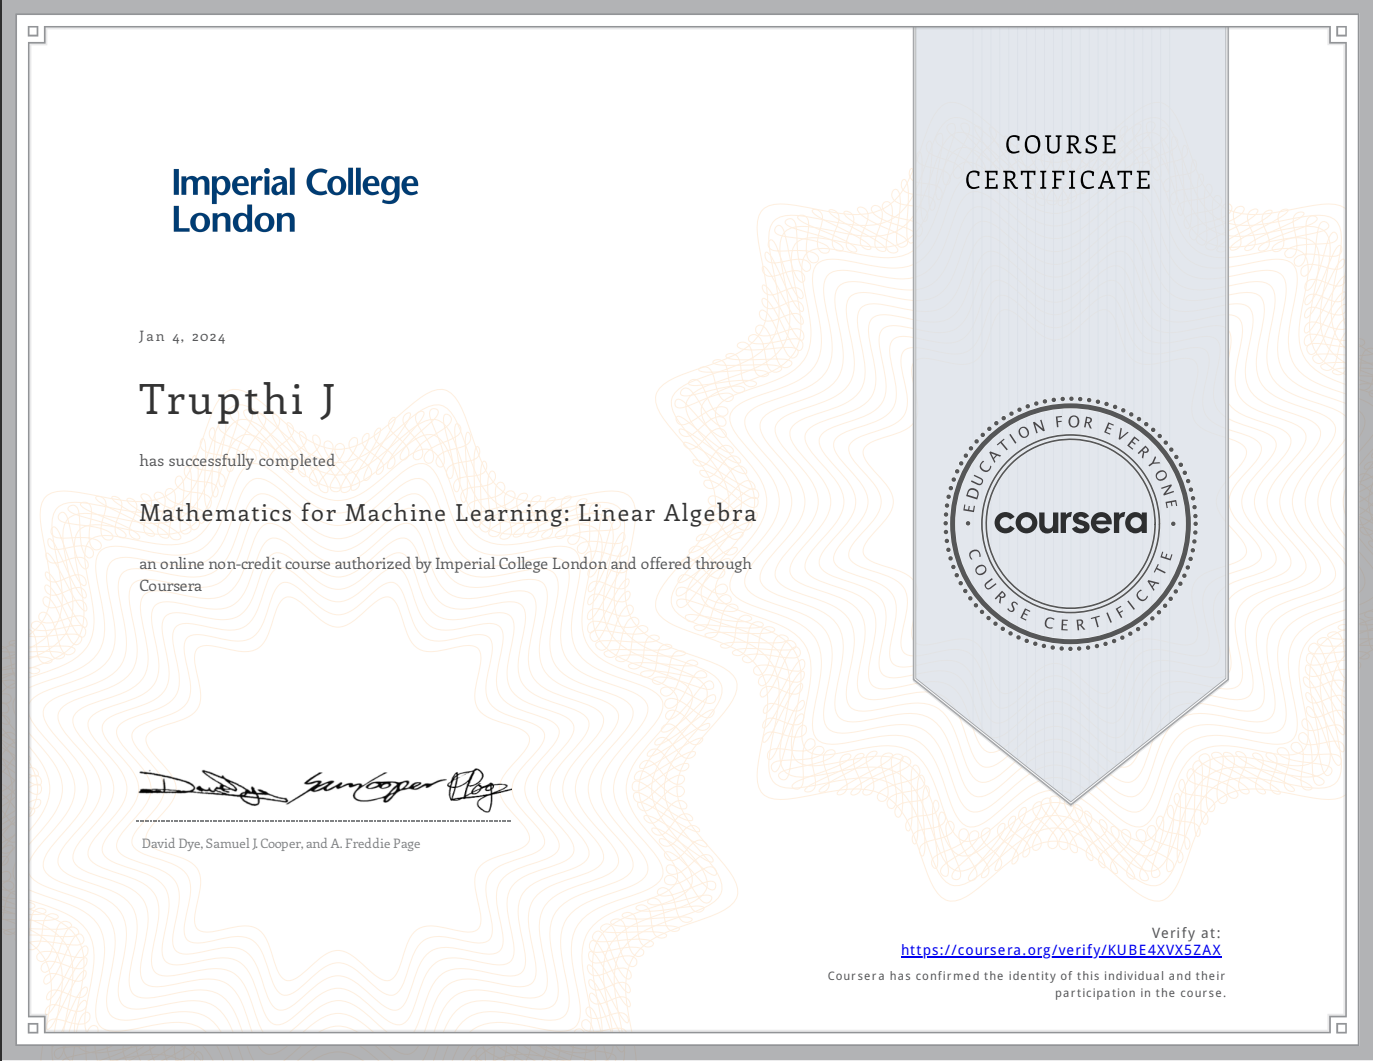 Imperial College
London
COURSE
CERTIFICATE
Jan 4, 2024
Trupthi J
has successfully completed
Mathematics for Machine Learning: Linear Algebra
an online non-credit course authorized by Imperial College London and offered through
Coursera
EDUCATION FOR EVERYONE
coursera
COURSE CERTIFICATE
David Dye, Samuel J. Cooper, and A. Freddie Page
Verify at:
https://coursera.org/verify/KUBE4XVX5ZAX
Coursera has confirmed the identity of this individual and their
participation in the course.